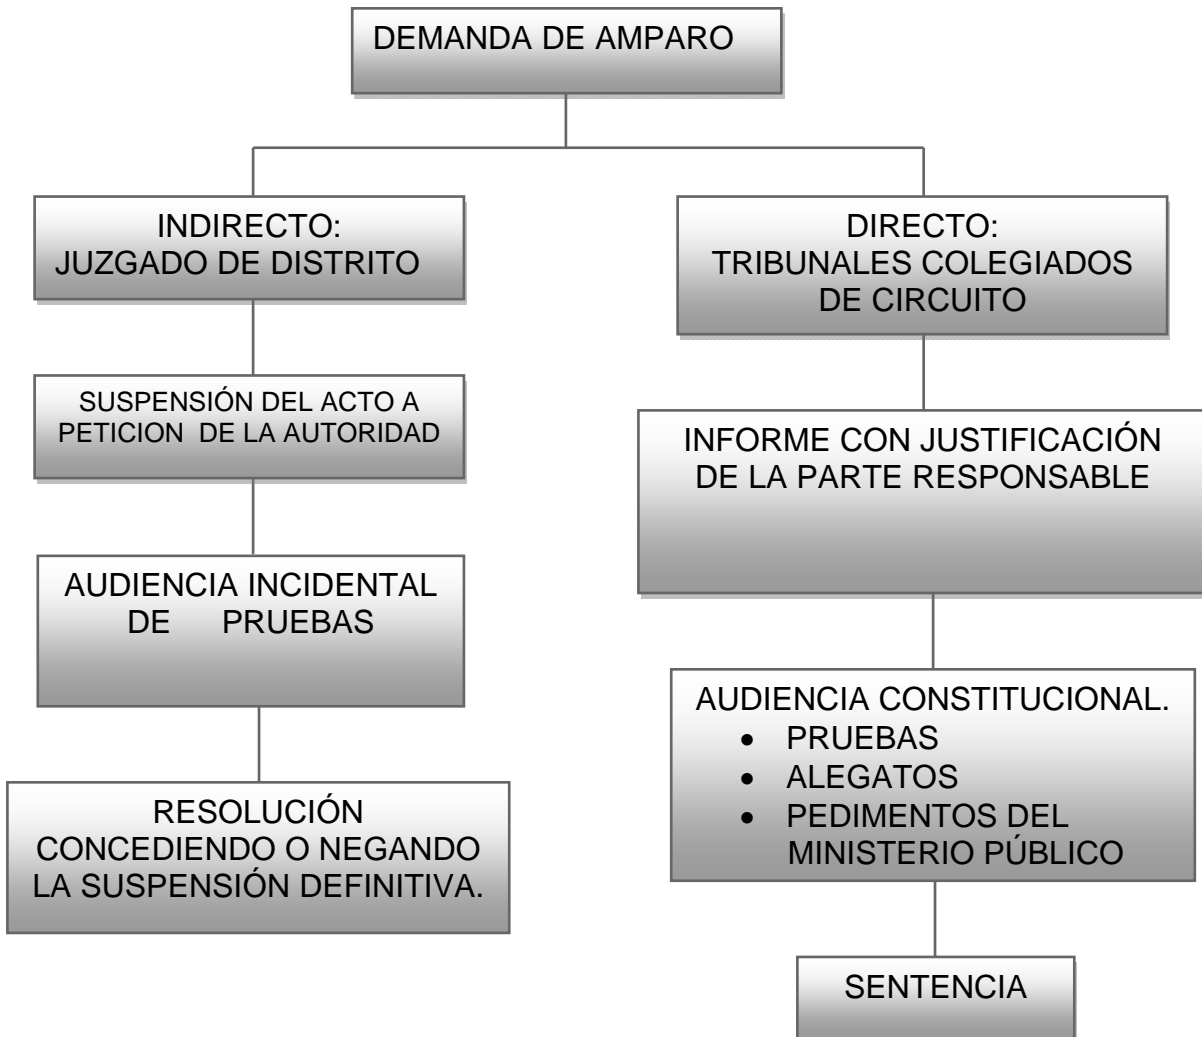 DEMANDA DE AMPARO
INDIRECTO:
JUZGADO DE DISTRITO
SUSPENSIÓN DEL ACTO A
PETICION DE LA AUTORIDAD
AUDIENCIA INCIDENTAL
DE PRUEBAS
RESOLUCIÓN
CONCEDIENDO O NEGANDO
LA SUSPENSIÓN DEFINITIVA.
DIRECTO:
TRIBUNALES COLEGIADOS
DE CIRCUITO
INFORME CON JUSTIFICACIÓN
DE LA PARTE RESPONSABLE
AUDIENCIA CONSTITUCIONAL.
• PRUEBAS
• ALEGATOS
• PEDIMENTOS DEL
MINISTERIO PÚBLICO
SENTENCIA